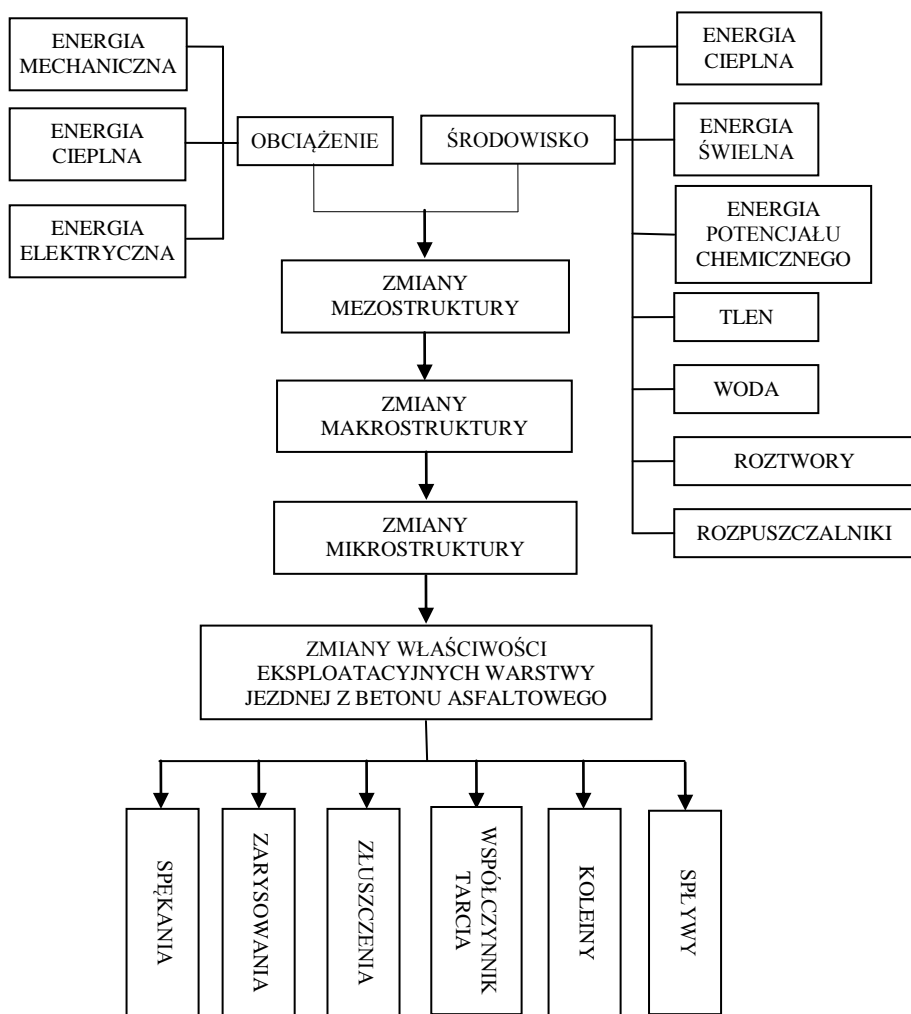 ENERGIA
MECHANICZNA
ENERGIA
CIEPLNA
ENERGIA
ELEKTRYCZNA
OBCIĄŻENIE
ŚRODOWISKO
ENERGIA
CIEPLNA
ENERGIA
ŚWIELNA
ENERGIA
POTENCJAŁU
CHEMICZNEGO
TLEN
WODA
ROZTWORY
ROZPUSZCZALNIKI
ZMIANY
MEZOSTRUKTURY
ZMIANY
MAKROSTRUKTURY
ZMIANY
MIKROSTRUKTURY
ZMIANY WŁAŚCIWOŚCI
EKSPLOATACYJNYCH WARSTWY
JEZDNEJ Z BETONU ASFALTOWEGO
SPĘKANIA
ZARYSOWANIA
ZŁUSZCZENIA
WSPÓŁCZYNNIK
TARCIA
KOLEINY
SPŁYWY